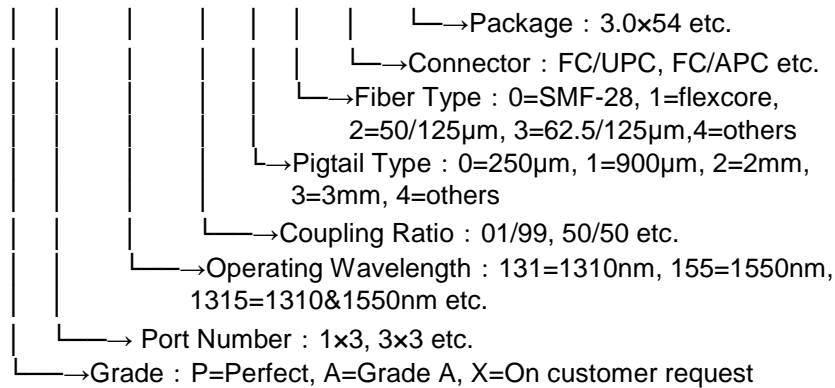 →Package：3.0×54 etc.
→Connector：FC/UPC, FC/APC etc.
→Fiber Type：0=SMF-28, 1=flexcore,
2=50/125μm, 3=62.5/125μm,4=others
→Pigtail Type：0=250μm, 1=900μm, 2=2mm,
3=3mm, 4=others
→Coupling Ratio：01/99, 50/50 etc.
→Operating Wavelength：131=1310nm, 155=1550nm,
1315=1310&1550nm etc.
→ Port Number：1×3, 3×3 etc.
→Grade：P=Perfect, A=Grade A, X=On customer request